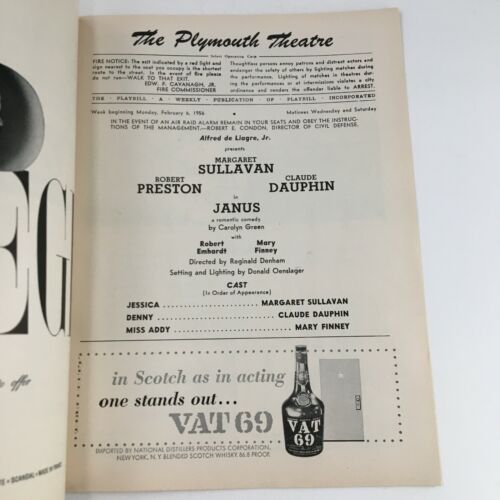 The Plymouth Theatre
FIRE NOTICE: The exit indicated by a red light and
sign nearest to the seat you occupy is the shortest
route to the street. In the event of fire please
do not run—WALK TO THAT EXIT.
EDW. F. CAVANAGH, JR.
FIRE COMMISSIONER
Thoughtless persons annoy patrons and distract actors and
endanger the safety of others by lighting matches during
the performance. Lighting of matches in theatres during
the performance or at intermissions violates a city
ordinance and renders the offender liable to ARREST.
THE · PLAYBILL · A · WEEKLY · PUBLICATION · OF · PLAYBILL · INCORPORATED
Week beginning Monday, February 6, 1956
Matinees Wednesday and Saturday
IN THE EVENT OF AN AIR RAID ALARM REMAIN IN YOUR SEATS AND OBEY THE INSTRUC-
TIONS OF THE MANAGEMENT.—ROBERT E. CONDON, DIRECTOR OF CIVIL DEFENSE.
Alfred de Liagre, Jr.
presents
MARGARET
SULLAVAN
ROBERT
PRESTON
CLAUDE
DAUPHIN
in
JANUS
a romantic comedy
by Carolyn Green
with
Robert
Emhardt
Mary
Finney
Directed by Reginald Denham
Setting and Lighting by Donald Oenslager
CAST
(In Order of Appearance)
JESSICA .................... MARGARET SULLAVAN
DENNY .................... CLAUDE DAUPHIN
MISS ADDY .................... MARY FINNEY
in Scotch as in acting
one stands out...
VAT 69
VAT
69
IMPORTED BY NATIONAL DISTILLERS PRODUCTS CORPORATION,
NEW YORK, N.Y. BLENDED SCOTCH WHISKY. 86.8 PROOF.
EG
offer
SCANDAL • MADE IN